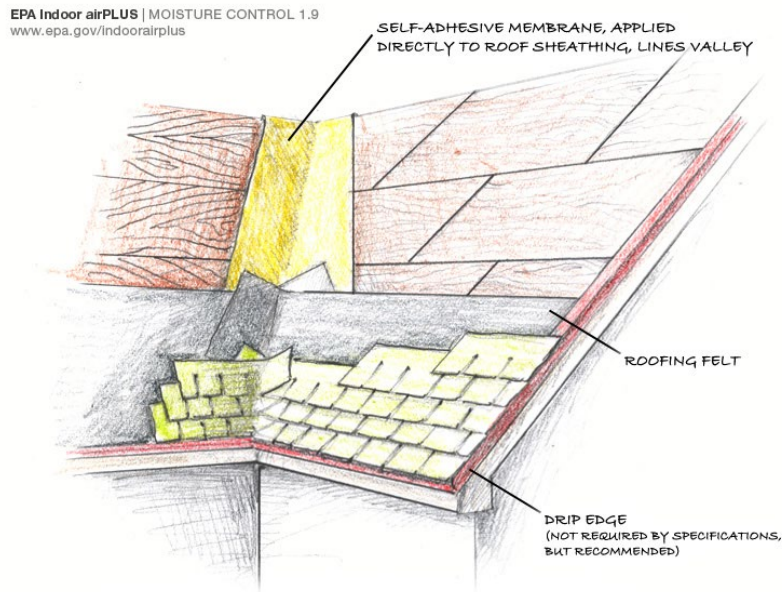 EPA Indoor airPLUS | MOISTURE CONTROL 1.9
www.epa.gov/indoorairplus
SELF-ADHESIVE MEMBRANE, APPLIED
DIRECTLY TO ROOF SHEATHING, LINES VALLEY
ROOFING FELT
DRIP EDGE
(NOT REQUIRED BY SPECIFICATIONS,
BUT RECOMMENDED)